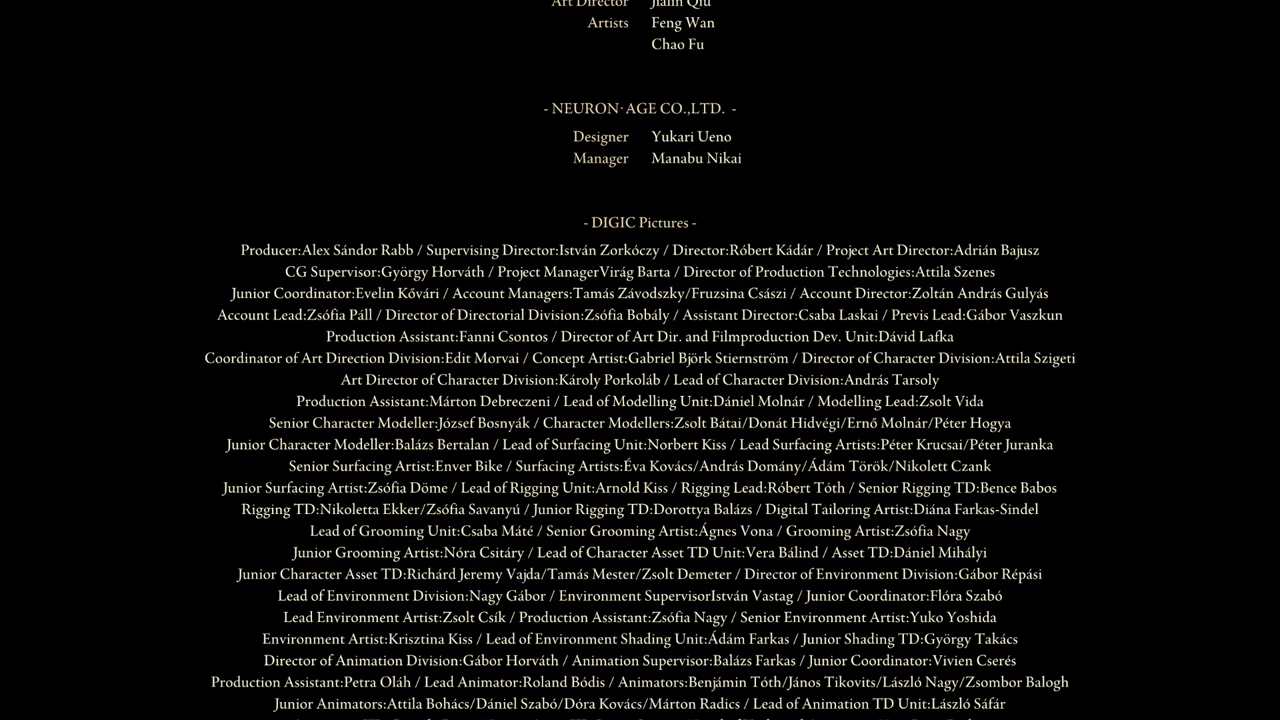 Art Director Jialin Qiu
Artists Feng Wan
Chao Fu
- NEURON·AGE CO.,LTD. -
Designer Yukari Ueno
Manager Manabu Nikai
- DIGIC Pictures -
Producer:Alex Sándor Rabb / Supervising Director:István Zorkóczy / Director:Róbert Kádár / Project Art Director:Adrián Bajusz
CG Supervisor:György Horváth / Project ManagerVirág Barta / Director of Production Technologies:Attila Szenes
Junior Coordinator:Evelin Kővári / Account Managers:Tamás Závodszky/Fruzsina Császi / Account Director:Zoltán András Gulyás
Account Lead:Zsófia Páll / Director of Directorial Division:Zsófia Bobály / Assistant Director:Csaba Laskai / Previs Lead:Gábor Vaszkun
Production Assistant:Fanni Csontos / Director of Art Dir. and Filmproduction Dev. Unit:Dávid Lafka
Coordinator of Art Direction Division:Edit Morvai / Concept Artist:Gabriel Björk Stiernström / Director of Character Division:Attila Szigeti
Art Director of Character Division:Károly Porkoláb / Lead of Character Division:András Tarsoly
Production Assistant:Márton Debreczeni / Lead of Modelling Unit:Dániel Molnár / Modelling Lead:Zsolt Vida
Senior Character Modeller:József Bosnyák / Character Modellers:Zsolt Bátai/Donát Hidvégi/Ernő Molnár/Péter Hogya
Junior Character Modeller:Balázs Bertalan / Lead of Surfacing Unit:Norbert Kiss / Lead Surfacing Artists:Péter Krucsai/Péter Juranka
Senior Surfacing Artist:Enver Bike / Surfacing Artists:Éva Kovács/András Domány/Ádám Török/Nikolett Czank
Junior Surfacing Artist:Zsófia Döme / Lead of Rigging Unit:Arnold Kiss / Rigging Lead:Róbert Tóth / Senior Rigging TD:Bence Babos
Rigging TD:Nikoletta Ekker/Zsófia Savanyú / Junior Rigging TD:Dorottya Balázs / Digital Tailoring Artist:Diána Farkas-Sindel
Lead of Grooming Unit:Csaba Máté / Senior Grooming Artist:Ágnes Vona / Grooming Artist:Zsófia Nagy
Junior Grooming Artist:Nóra Csitáry / Lead of Character Asset TD Unit:Vera Bálind / Asset TD:Dániel Mihályi
Junior Character Asset TD:Richárd Jeremy Vajda/Tamás Mester/Zsolt Demeter / Director of Environment Division:Gábor Répási
Lead of Environment Division:Nagy Gábor / Environment SupervisorIstván Vastag / Junior Coordinator:Flóra Szabó
Lead Environment Artist:Zsolt Csík / Production Assistant:Zsófia Nagy / Senior Environment Artist:Yuko Yoshida
Environment Artist:Krisztina Kiss / Lead of Environment Shading Unit:Ádám Farkas / Junior Shading TD:György Takács
Director of Animation Division:Gábor Horváth / Animation Supervisor:Balázs Farkas / Junior Coordinator:Vivien Cserés
Production Assistant:Petra Oláh / Lead Animator:Roland Bódis / Animators:Benjámin Tóth/János Tikovits/László Nagy/Zsombor Balogh
Junior Animators:Attila Bohács/Dániel Szabó/Dóra Kovács/Márton Radics / Lead of Animation TD Unit:László Sáfár